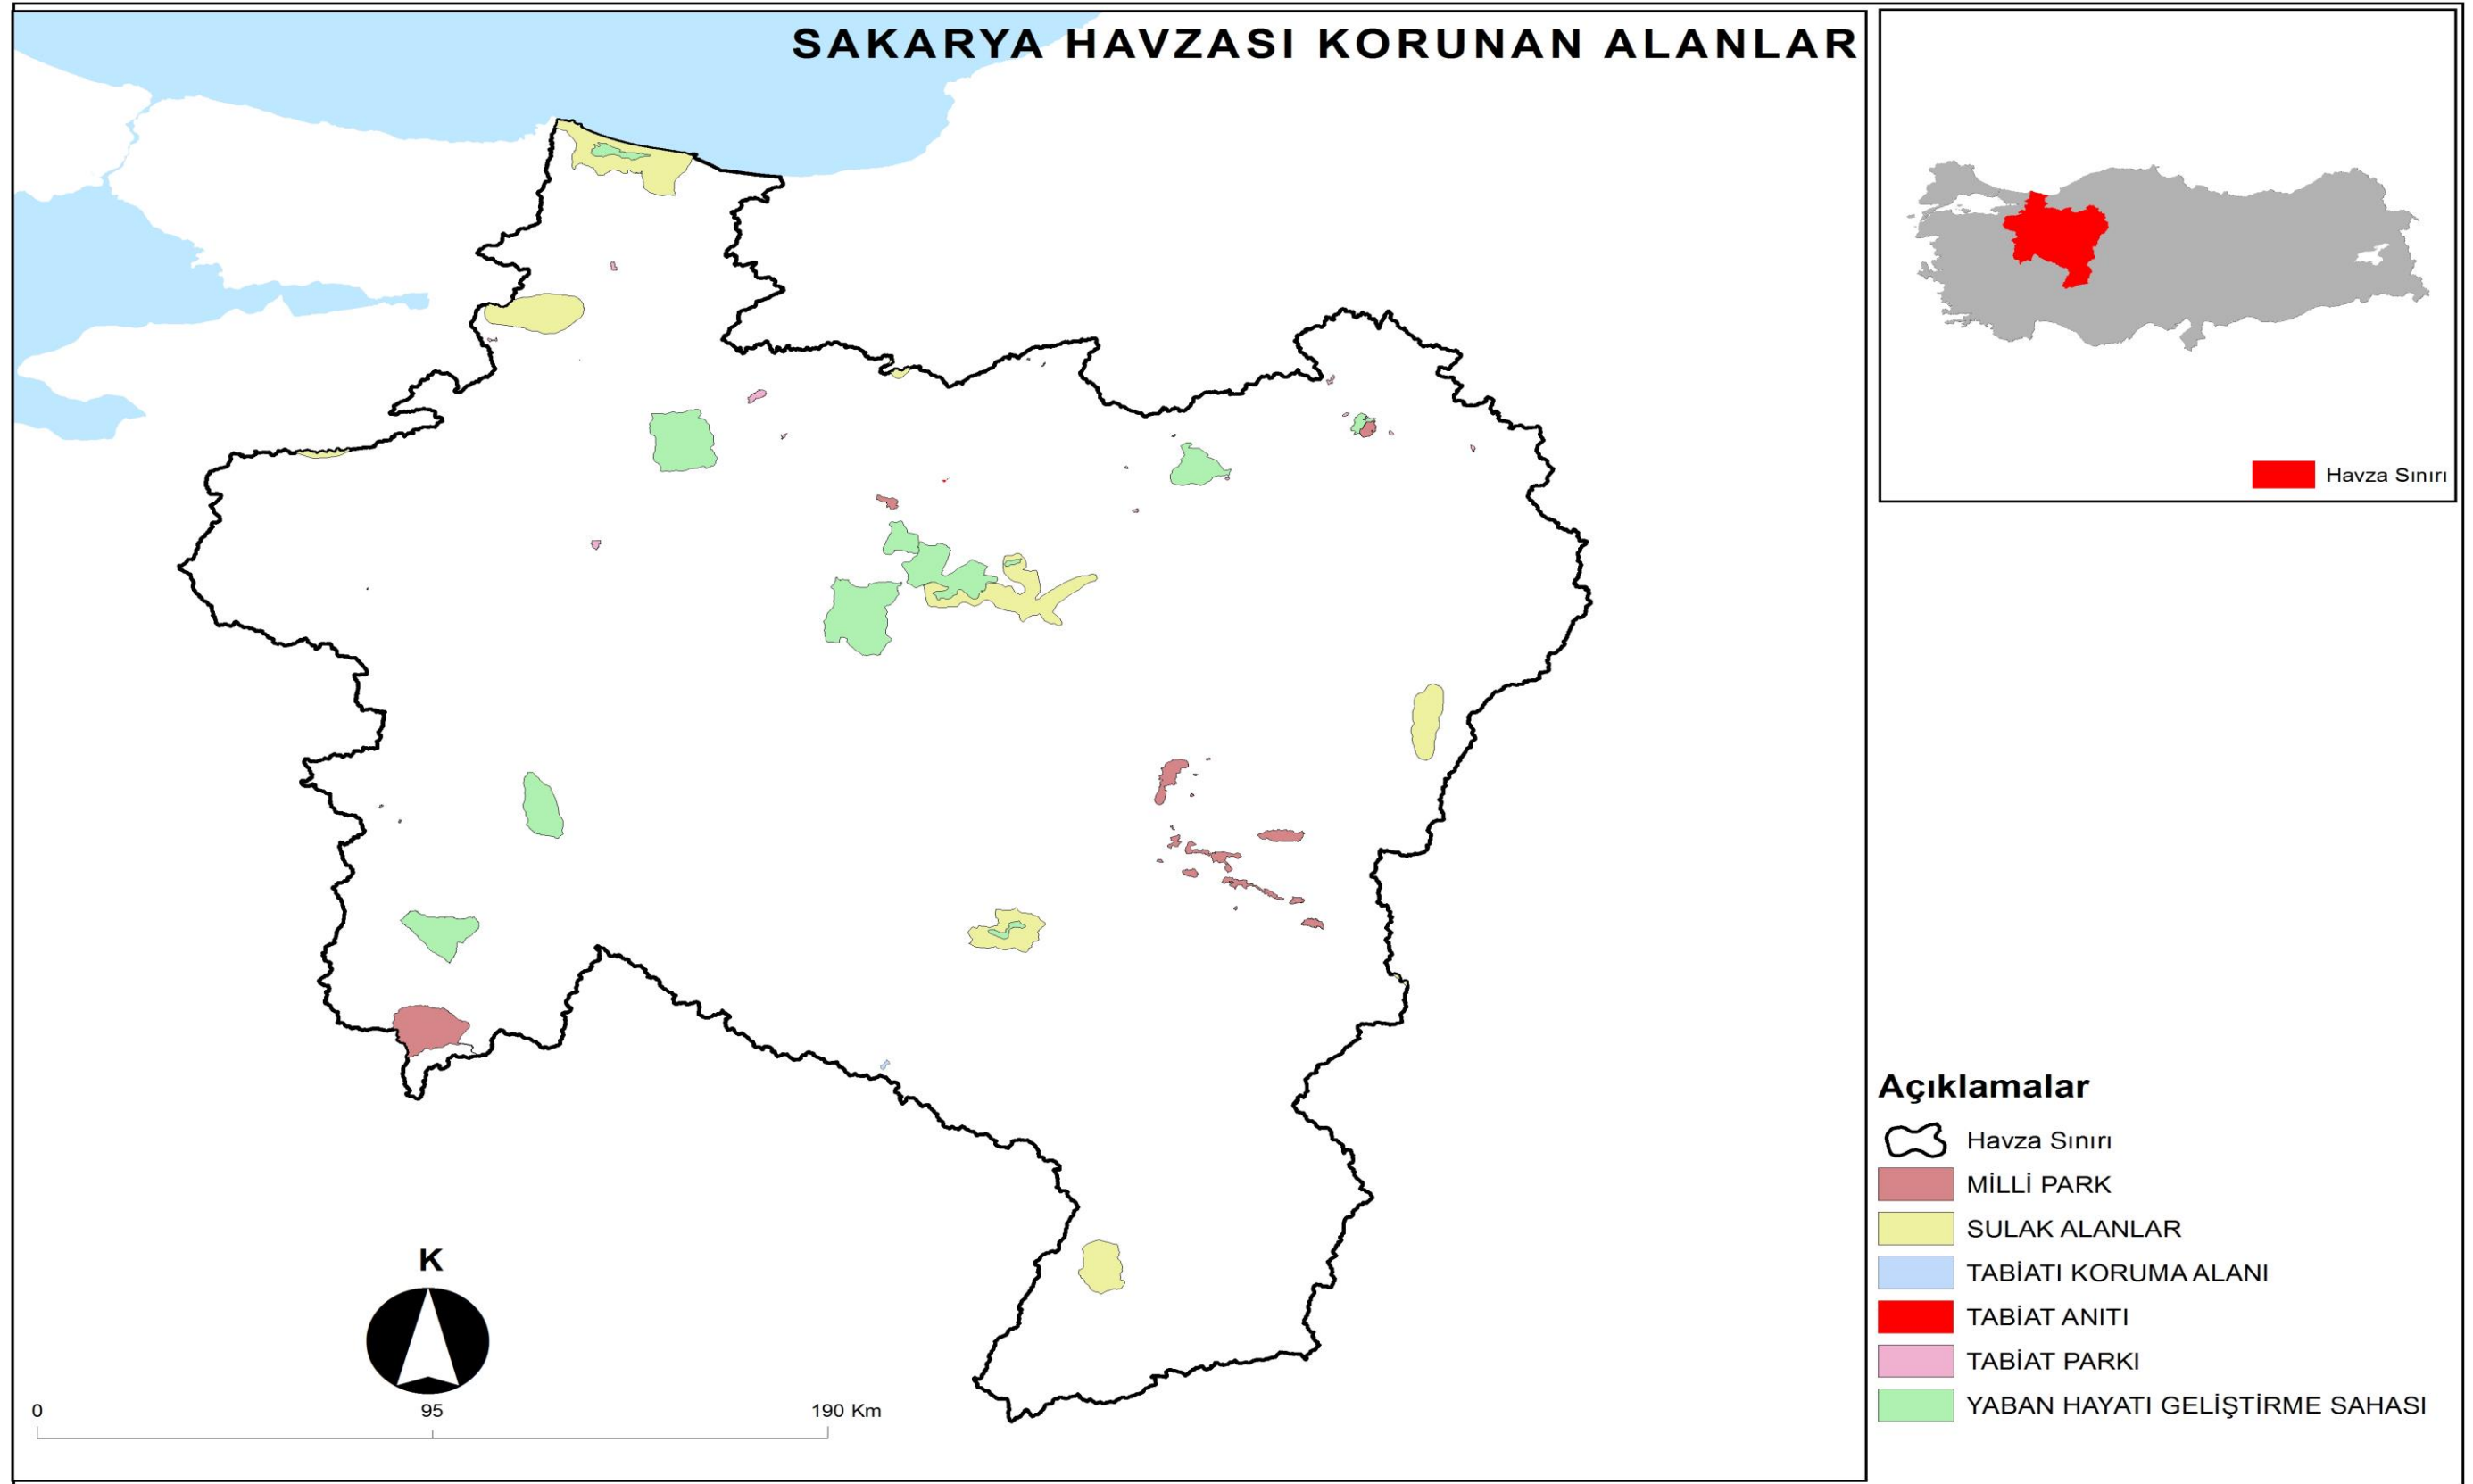 SAKARYA HAVZASI KORUNAN ALANLAR
Havza Sınırı
Açıklamalar
Havza Sınırı
MİLLİ PARK
SULAK ALANLAR
TABİATI KORUMA ALANI
TABİAT ANITI
TABİAT PARKI
YABAN HAYATI GELİŞTİRME SAHASI
K
0 95 190 Km